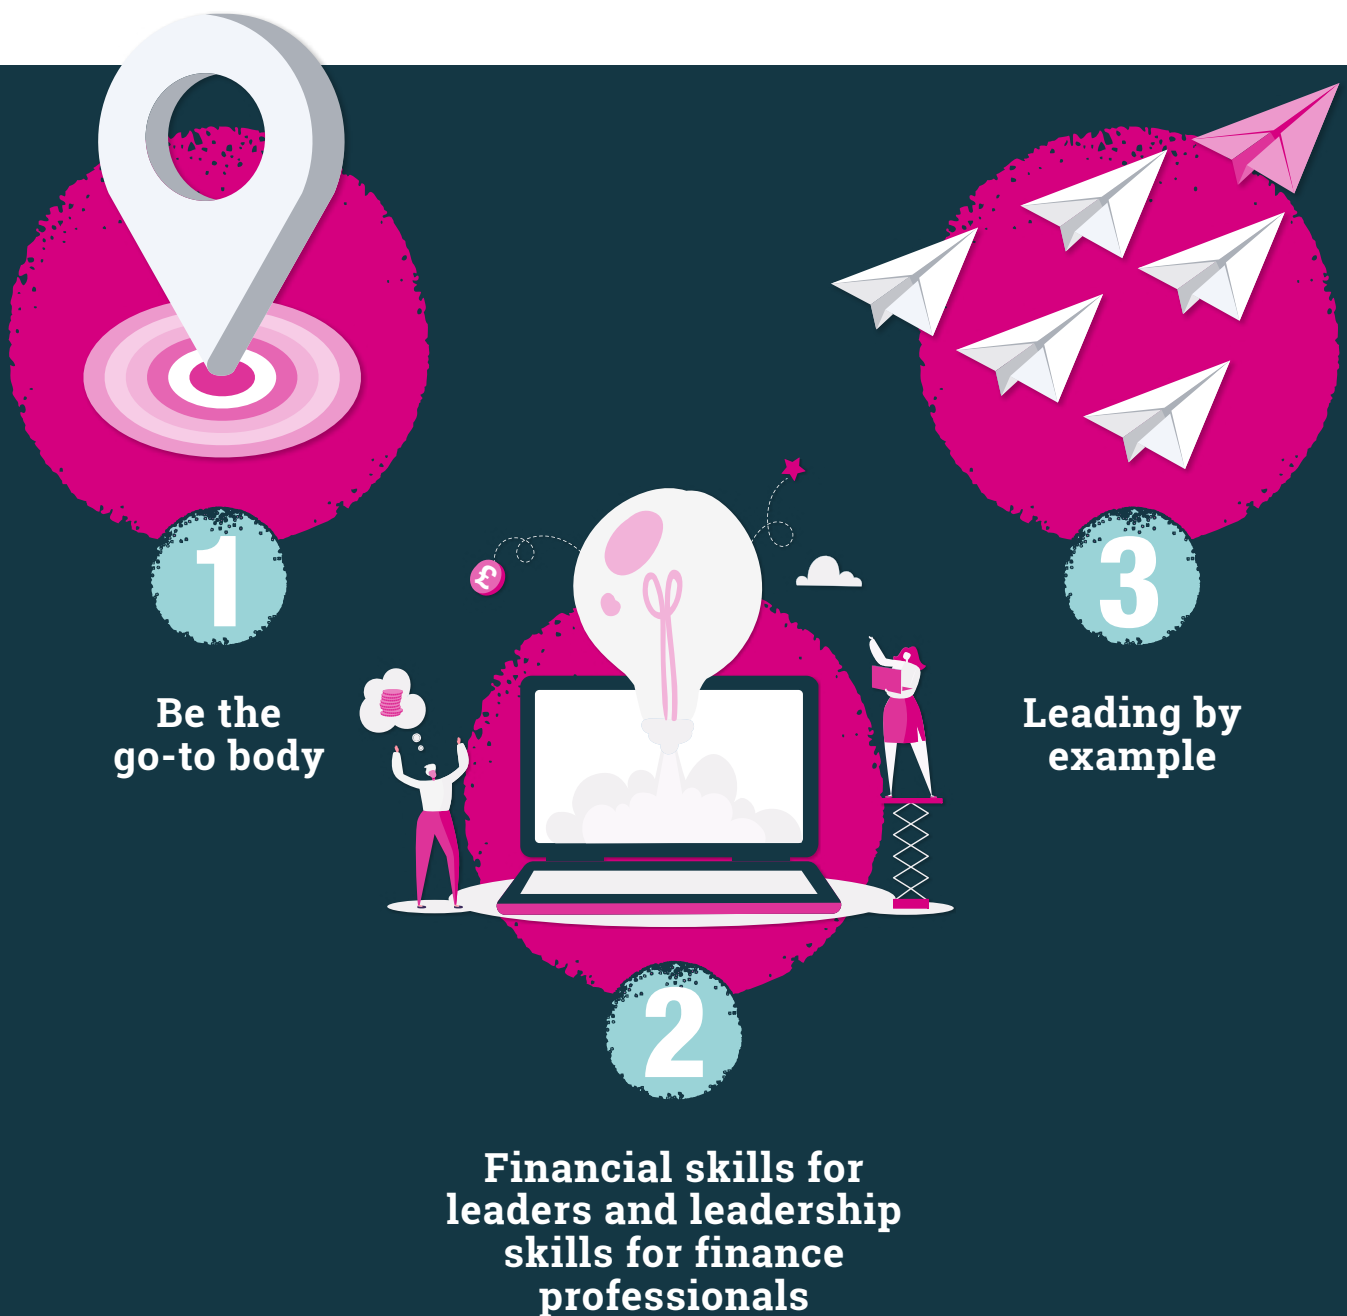 1
Be the
go-to body
£
2
Financial skills for
leaders and leadership
skills for finance
professionals
3
Leading by
example